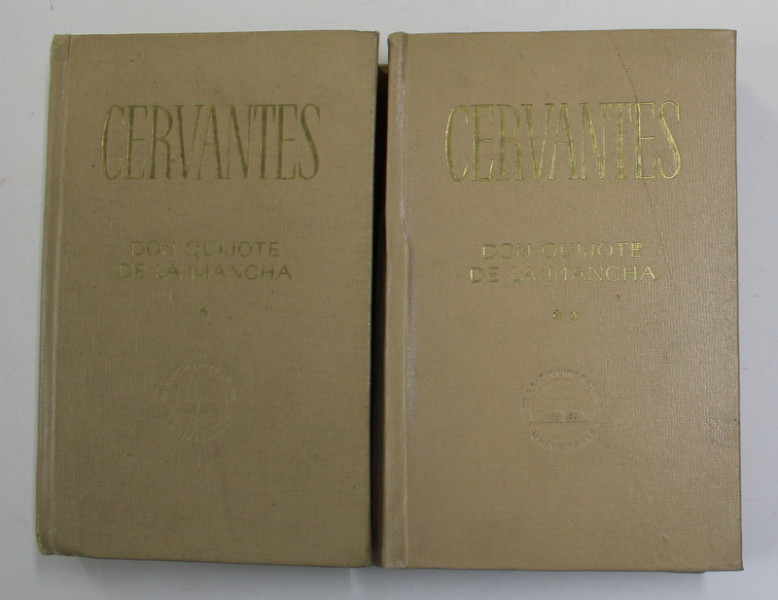 CERVANTES
DON QUIJOTE
DE LA MANCHA
*
CERVANTES
DON QUIJOTE
DE LA MANCHA
* *